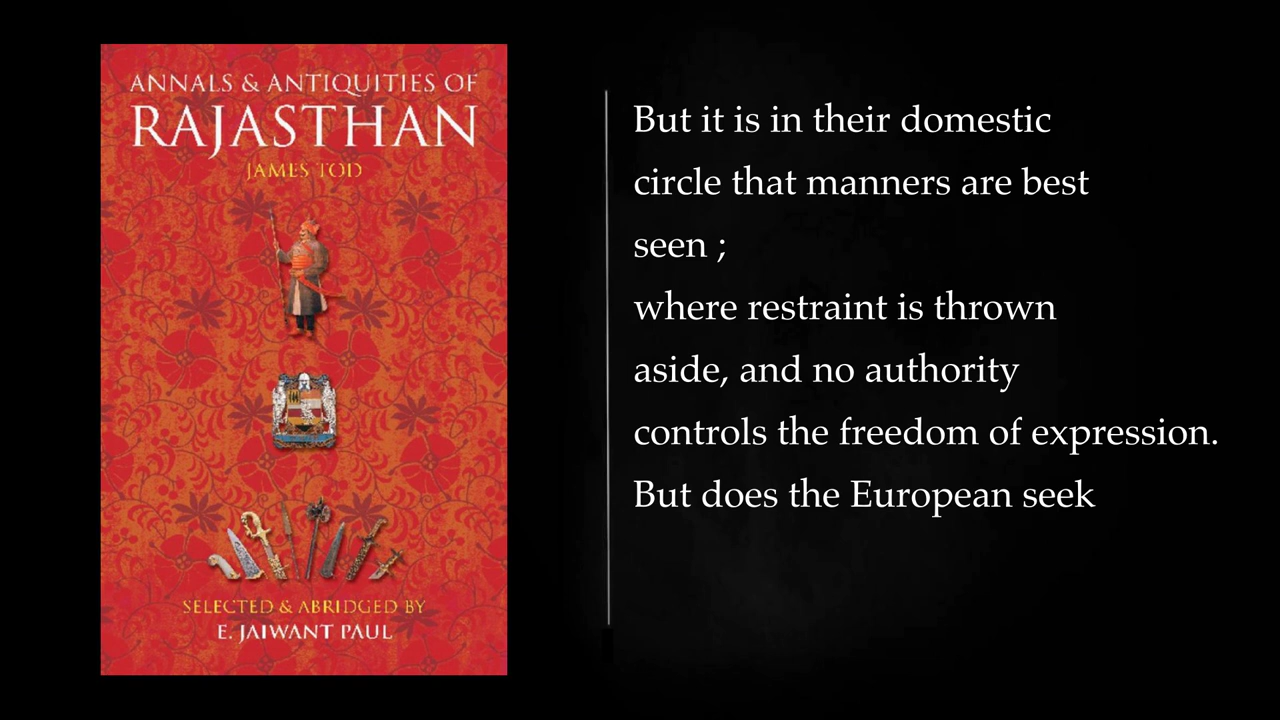 ANNALS & ANTIQUITIES OF
RAJASTHAN
JAMES TOD
SELECTED & ABRIDGED BY
E. JAIWANT PAUL
But it is in their domestic
circle that manners are best
seen ;
where restraint is thrown
aside, and no authority
controls the freedom of expression.
But does the European seek